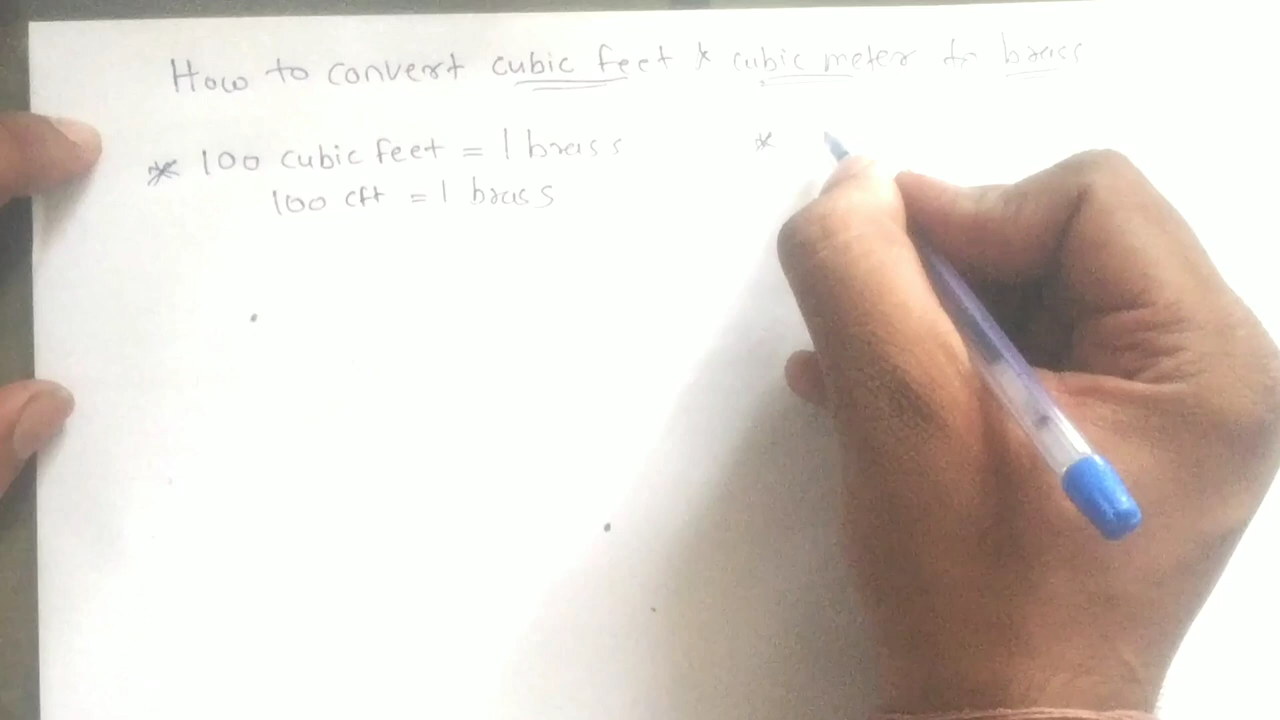 How to convert cubic feet & cubic meter to brass
* 100 cubic feet = 1 brass
100 cft = 1 brass
*